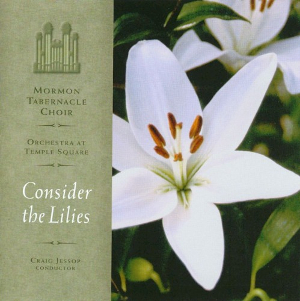 MORMON
TABERNACLE
CHOIR
ORCHESTRA AT
TEMPLE SQUARE
Consider
the Lilies
CRAIG JESSOP
CONDUCTOR